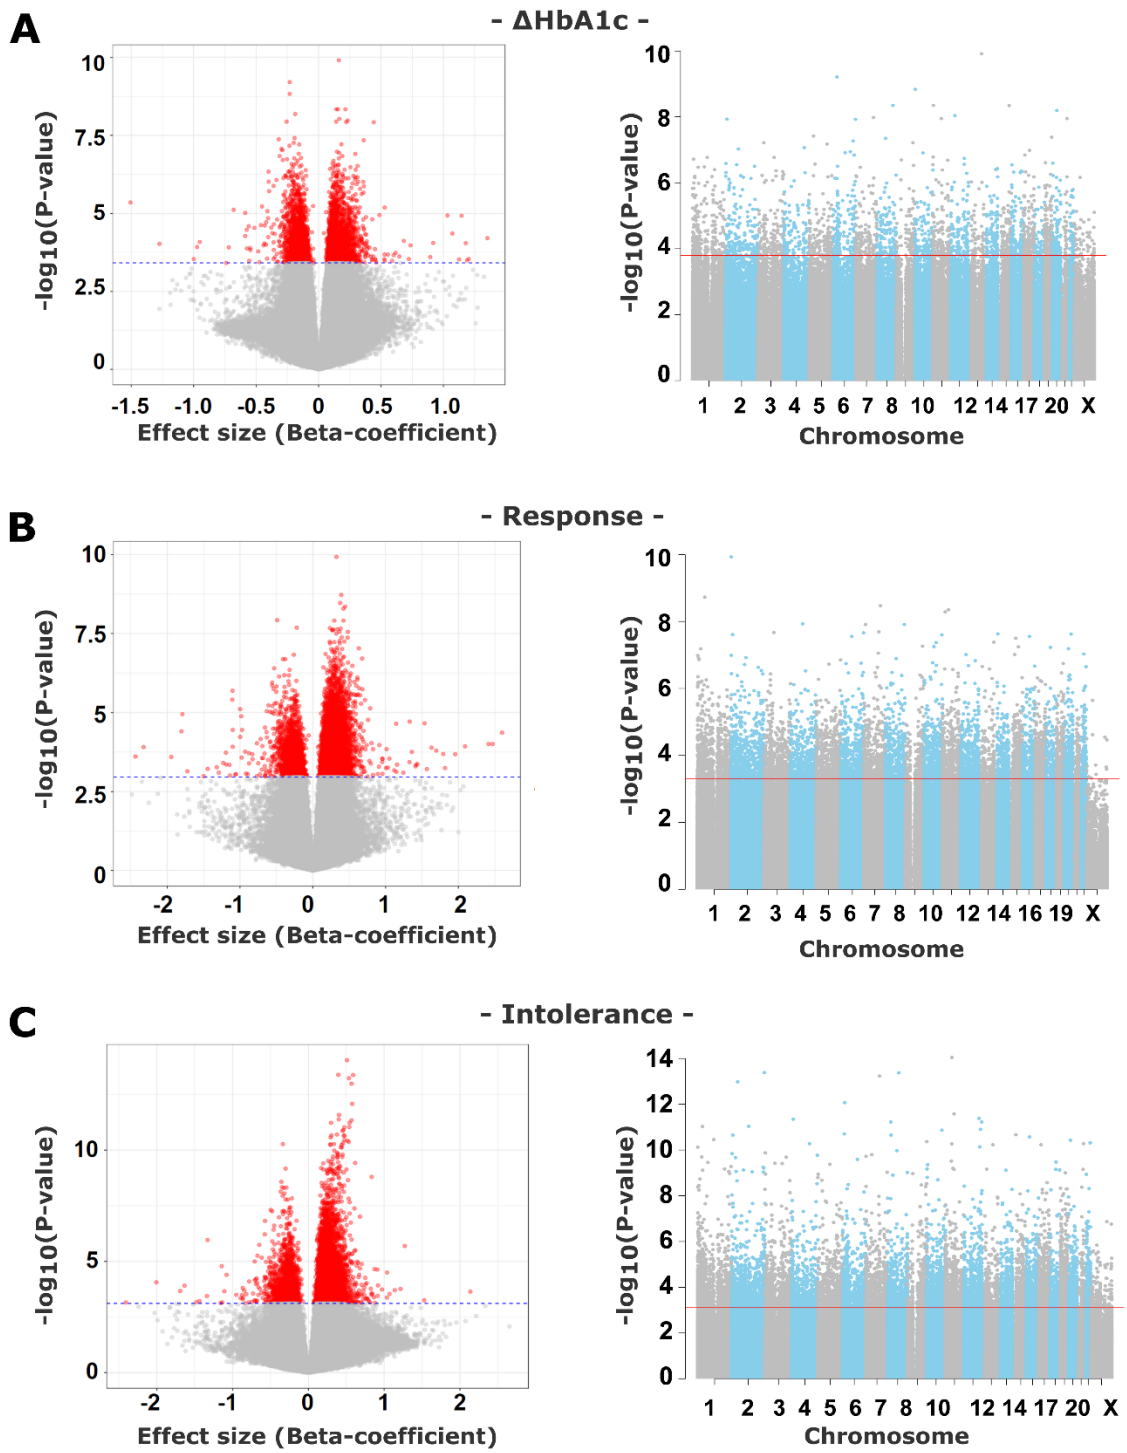 A
- ΔHbA1c -
-log10(P-value)
10
7.5
5
2.5
0
-1.5 -1.0 -0.5 0 0.5 1.0
Effect size (Beta-coefficient)
-log10(P-value)
10
8
6
4
2
0
1 2 3 4 5 6 7 8 10 12 14 17 20 X
Chromosome
B
- Response -
-log10(P-value)
10
7.5
5
2.5
0
-2 -1 0 1 2
Effect size (Beta-coefficient)
-log10(P-value)
10
8
6
4
2
0
1 2 3 4 5 6 7 8 10 12 14 16 19 X
Chromosome
C
- Intolerance -
-log10(P-value)
10
5
0
-2 -1 0 1 2
Effect size (Beta-coefficient)
-log10(P-value)
14
12
10
8
6
4
2
0
1 2 3 4 5 6 7 8 10 12 14 17 20 X
Chromosome